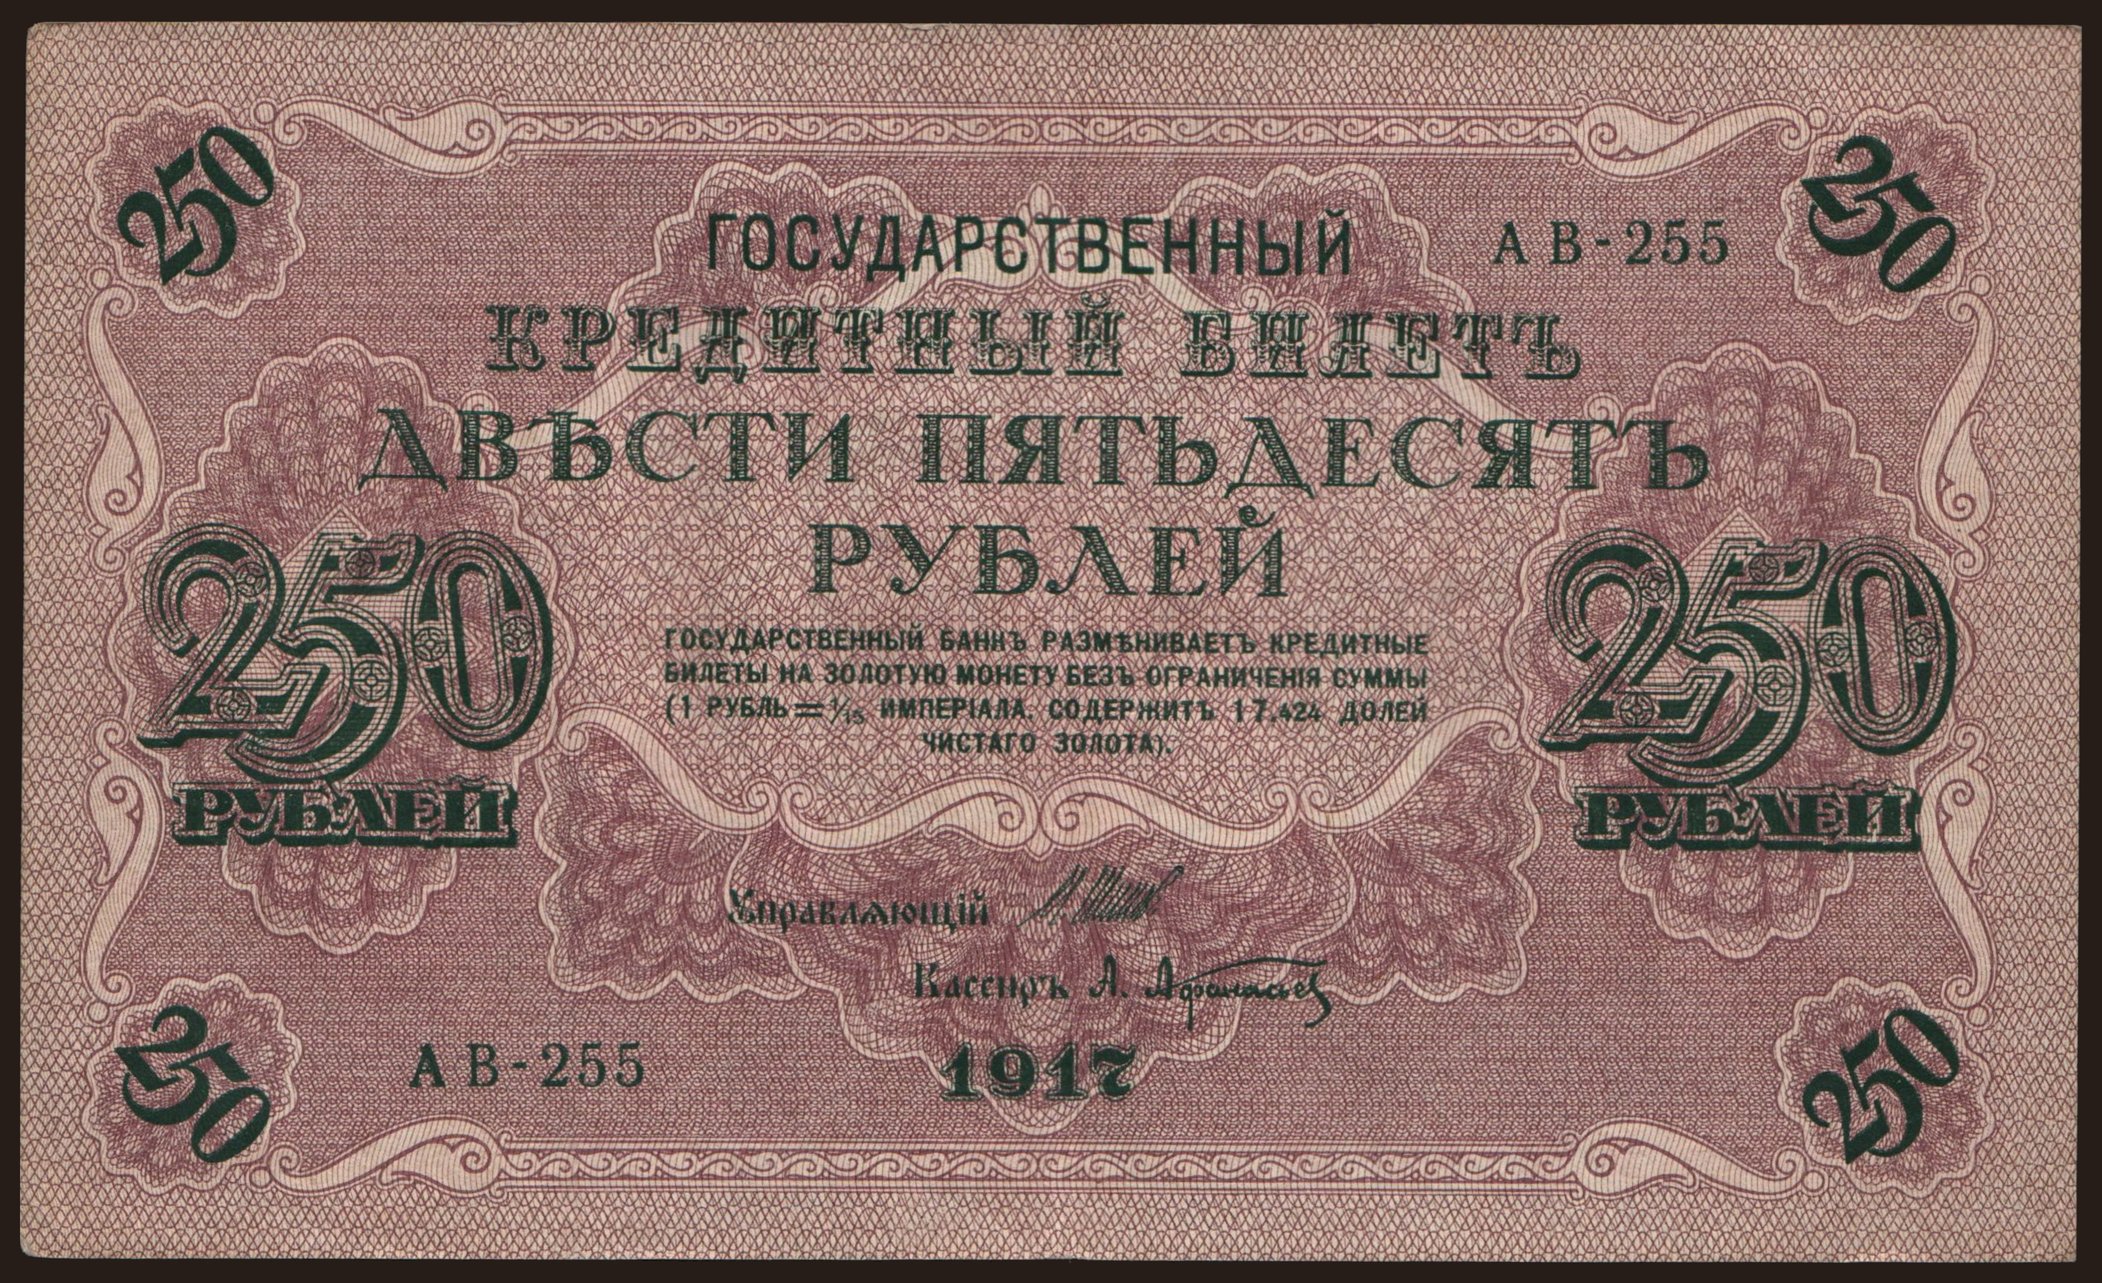 250
250
ГОСУДАРСТВЕННЫЙ
АВ-255
КРЕДИТНЫЙ БИЛЕТЪ
ДВѢСТИ ПЯТЬДЕСЯТЪ
РУБЛЕЙ
250
РУБЛЕЙ
250
РУБЛЕЙ
ГОСУДАРСТВЕННЫЙ БАНКЪ РАЗМѢНИВАЕТЪ КРЕДИТНЫЕ
БИЛЕТЫ НА ЗОЛОТУЮ МОНЕТУ БЕЗЪ ОГРАНИЧЕНІЯ СУММЫ
(1 РУБЛЬ = 1/15 ИМПЕРІАЛА, СОДЕРЖИТЪ 17.424 ДОЛЕЙ
ЧИСТАГО ЗОЛОТА).
Управляющій
Кассиръ А. Афанасьев
АВ-255
1917
250
250